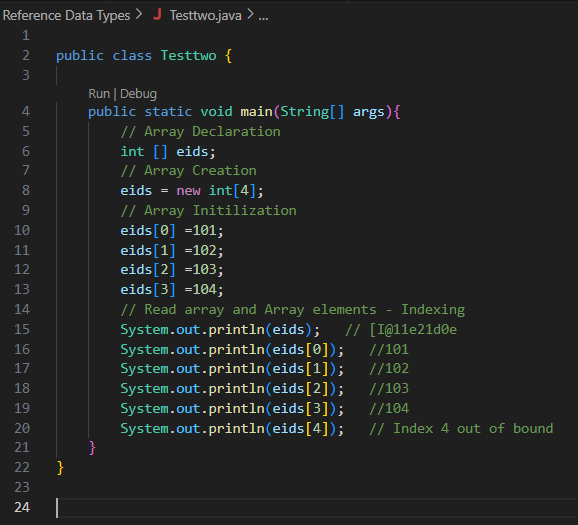 Reference Data Types > J Testtwo.java > ...
1
2 public class Testtwo {
3
Run | Debug
4 public static void main(String[] args){
5 // Array Declaration
6 int [] eids;
7 // Array Creation
8 eids = new int[4];
9 // Array Initilization
10 eids[0] =101;
11 eids[1] =102;
12 eids[2] =103;
13 eids[3] =104;
14 // Read array and Array elements - Indexing
15 System.out.println(eids); // [I@11e21d0e
16 System.out.println(eids[0]); //101
17 System.out.println(eids[1]); //102
18 System.out.println(eids[2]); //103
19 System.out.println(eids[3]); //104
20 System.out.println(eids[4]); // Index 4 out of bound
21 }
22 }
23
24